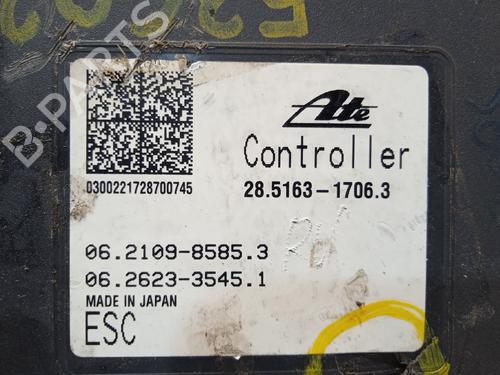 B-PARTS
Ate
Controller
0300221728700745
28.5163-1706.3
06.2109-8585.3
06.2623-3545.1
MADE IN JAPAN
ESC